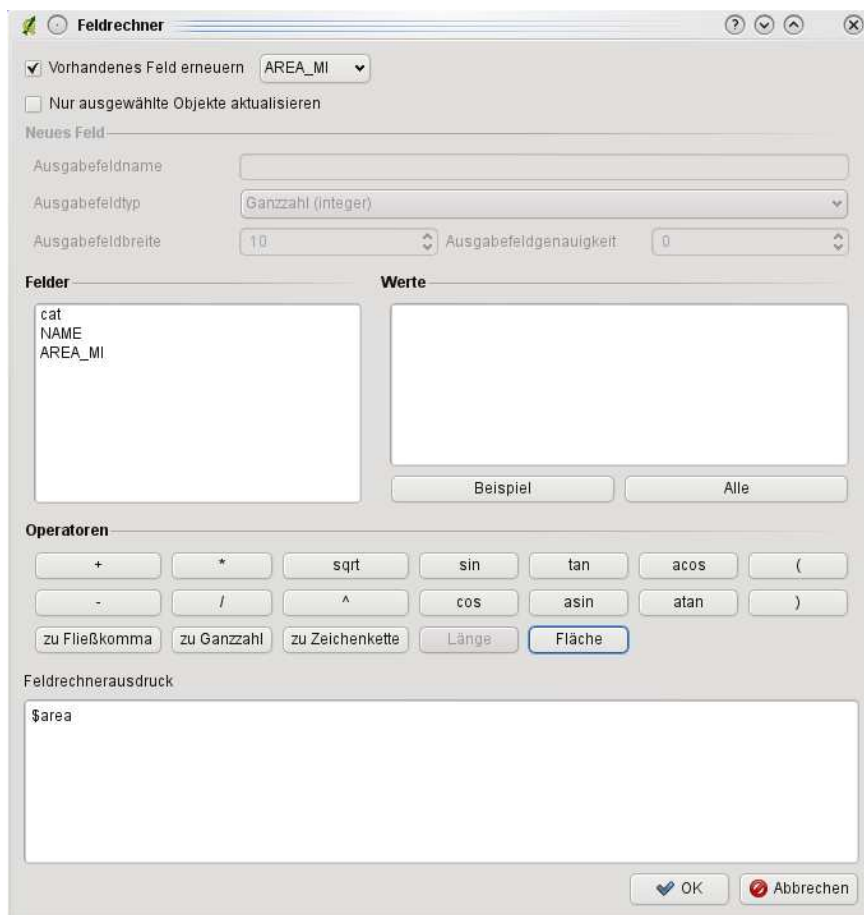 Feldrechner
Vorhandenes Feld erneuern AREA_MI
Nur ausgewählte Objekte aktualisieren
Neues Feld
Ausgabefeldname
Ausgabefeldtyp Ganzzahl (integer)
Ausgabefeldbreite 10 Ausgabefeldgenauigkeit 0
Felder Werte
cat
NAME
AREA_MI
Beispiel Alle
Operatoren
+ * sqrt sin tan acos (
- / ^ cos asin atan )
zu Fließkomma zu Ganzzahl zu Zeichenkette Länge Fläche
Feldrechnerausdruck
$area
OK Abbrechen